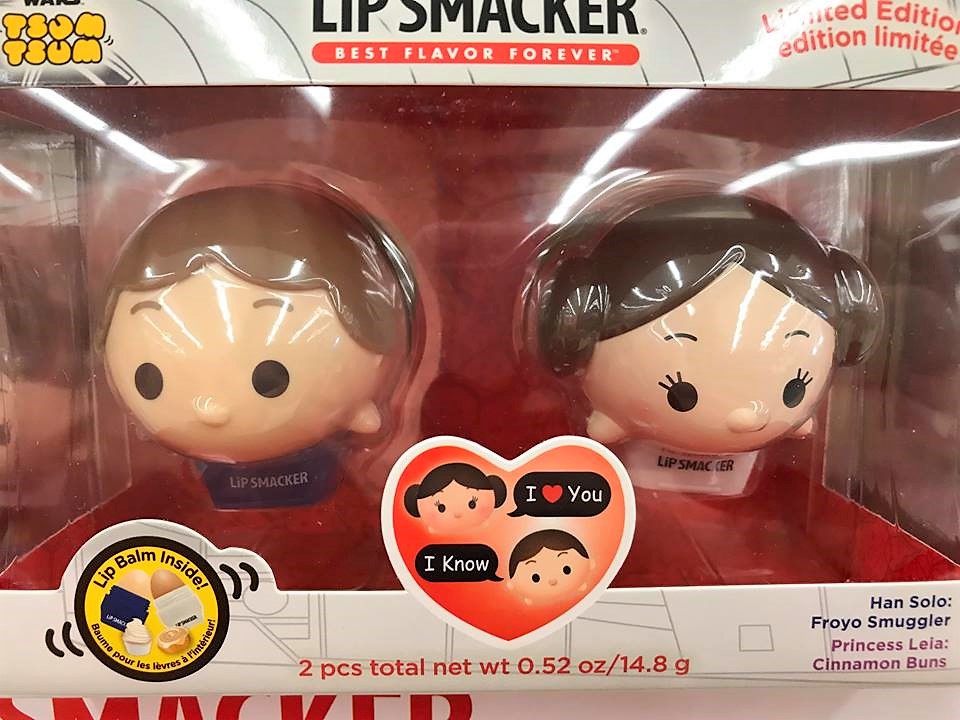 WARS
TSUM
TSUM
LIP SMACKER®
BEST FLAVOR FOREVER™
Limited Edition
édition limitée
LIP SMACKER
LIP SMACKER
I ♥ You
I Know
Lip Balm Inside!
Baume pour les lèvres à l'intérieur!
2 pcs total net wt 0.52 oz/14.8 g
Han Solo:
Froyo Smuggler
Princess Leia:
Cinnamon Buns
SMACKER